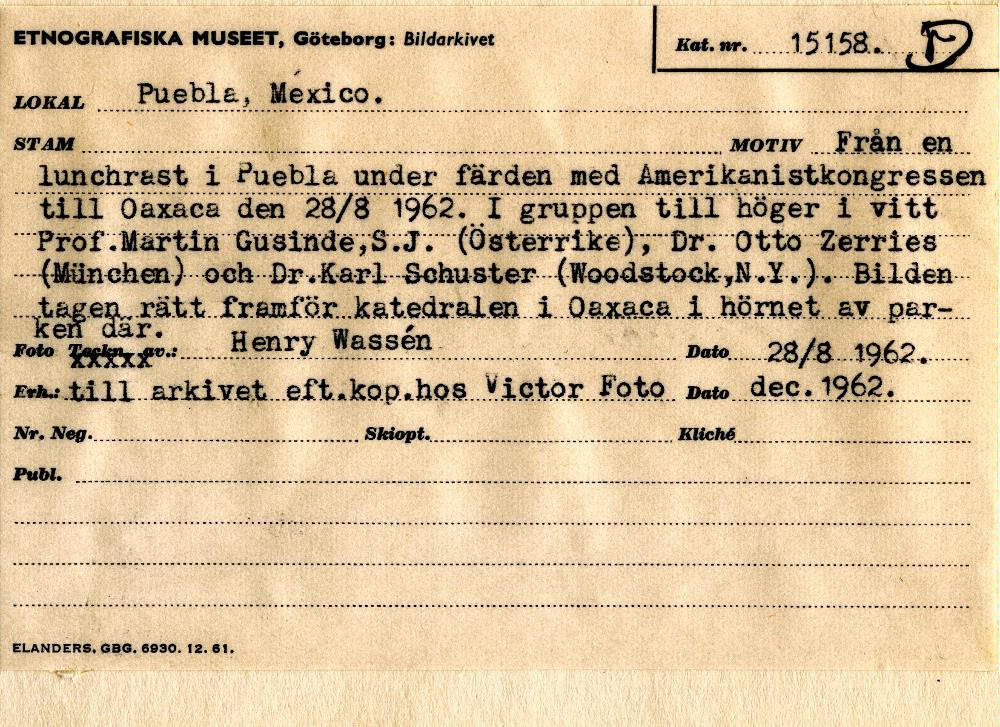 ETNOGRAFISKA MUSEET, Göteborg: Bildarkivet
Kat. nr. 15158.
LOKAL Puebla, México.
STAM MOTIV Från en
lunchrast i Puebla under färden med Amerikanistkongressen
till Oaxaca den 28/8 1962. I gruppen till höger i vitt
Prof.Martin Gusinde,S.J. (Österrike), Dr. Otto Zerries
(München) och Dr.Karl Schuster (Woodstock,N.Y.). Bilden
tagen rätt framför katedralen i Oaxaca i hörnet av par-
ken där.
Foto Teckn. av.: Henry Wassén Dato 28/8 1962.
xxxxx
Erh.: till arkivet eft.kop.hos Victor Foto Dato dec.1962.
Nr. Neg. Skiopt. Kliché
Publ.
ELANDERS, GBG. 6930. 12. 61.